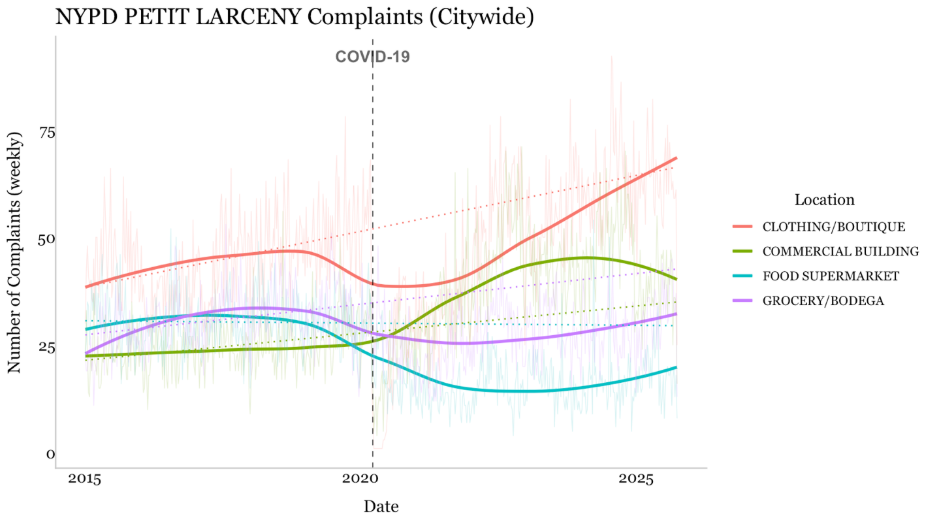 NYPD PETIT LARCENY Complaints (Citywide)
COVID-19
75
50
25
0
Number of Complaints (weekly)
2015
2020
2025
Date
Location
CLOTHING/BOUTIQUE
COMMERCIAL BUILDING
FOOD SUPERMARKET
GROCERY/BODEGA